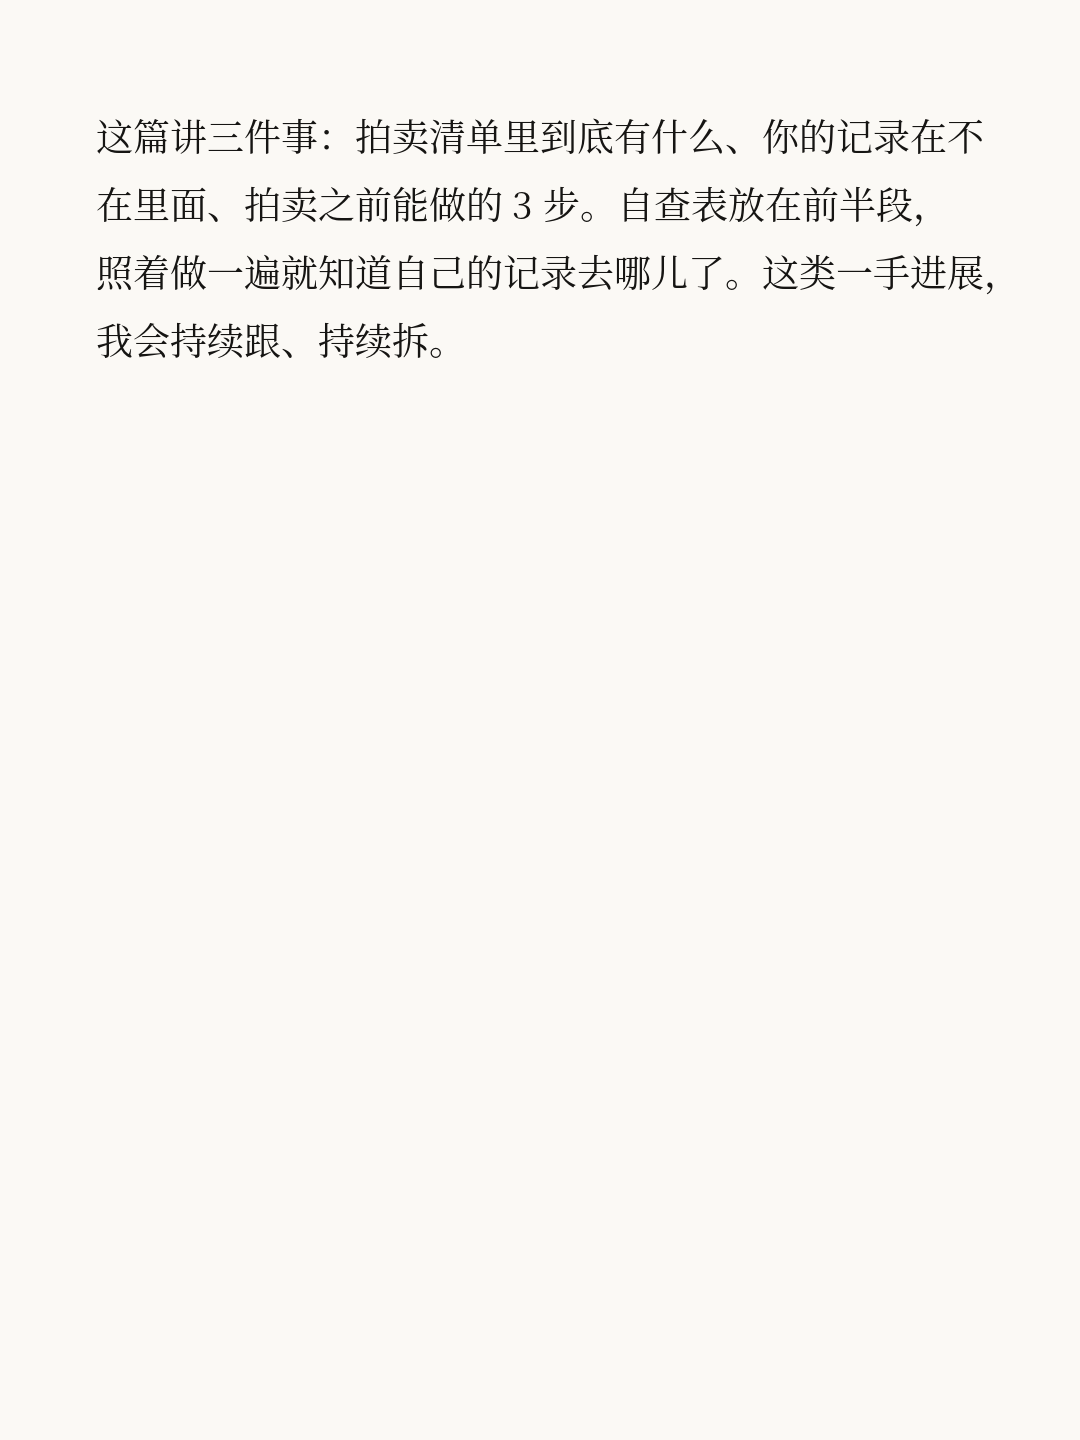 这篇讲三件事：拍卖清单里到底有什么、你的记录在不
在里面、拍卖之前能做的 3 步。自查表放在前半段，
照着做一遍就知道自己的记录去哪儿了。这类一手进展，
我会持续跟、持续拆。